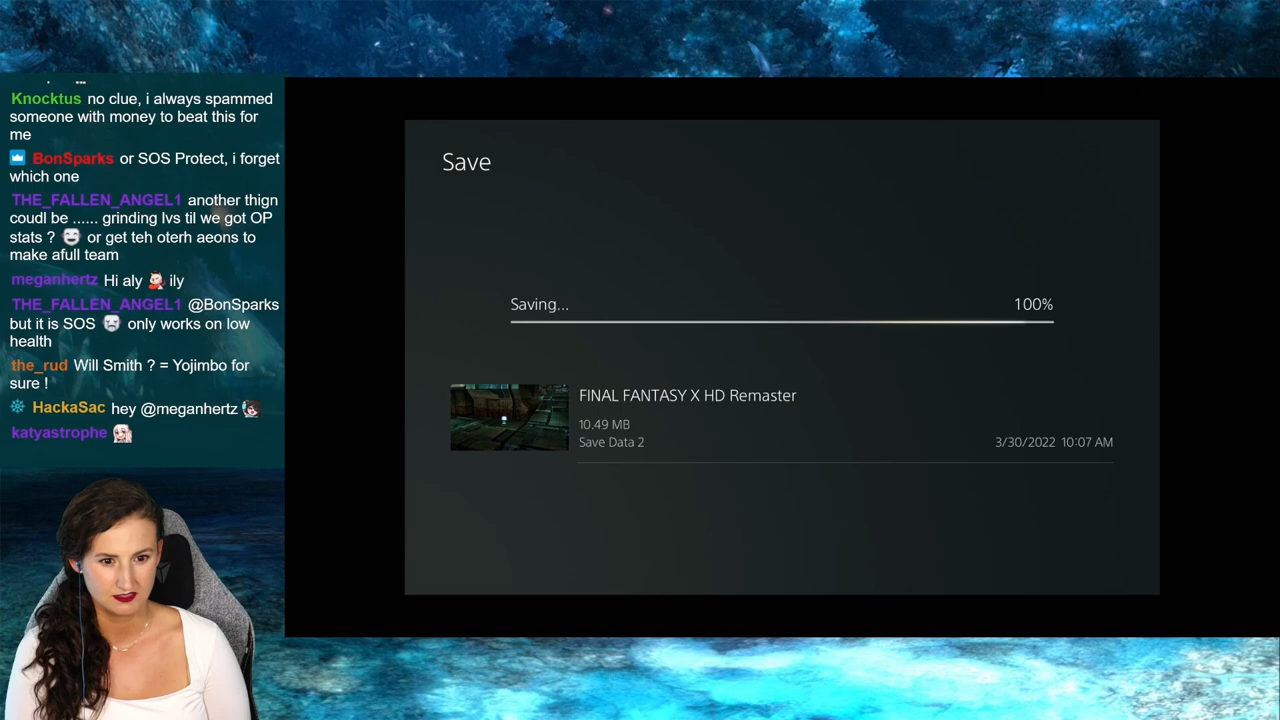 Knocktus no clue, i always spammed
someone with money to beat this for
me
BonSparks or SOS Protect, i forget
which one
THE_FALLEN_ANGEL1 another thign
coudl be ...... grinding lvs til we got OP
stats ? or get teh oterh aeons to
make afull team
meganhertz Hi aly ily
THE_FALLEN_ANGEL1 @BonSparks
but it is SOS only works on low
health
the_rud Will Smith ? = Yojimbo for
sure !
HackaSac hey @meganhertz
katyastrophe
Save
Saving... 100%
FINAL FANTASY X HD Remaster
10.49 MB
Save Data 2 3/30/2022 10:07 AM